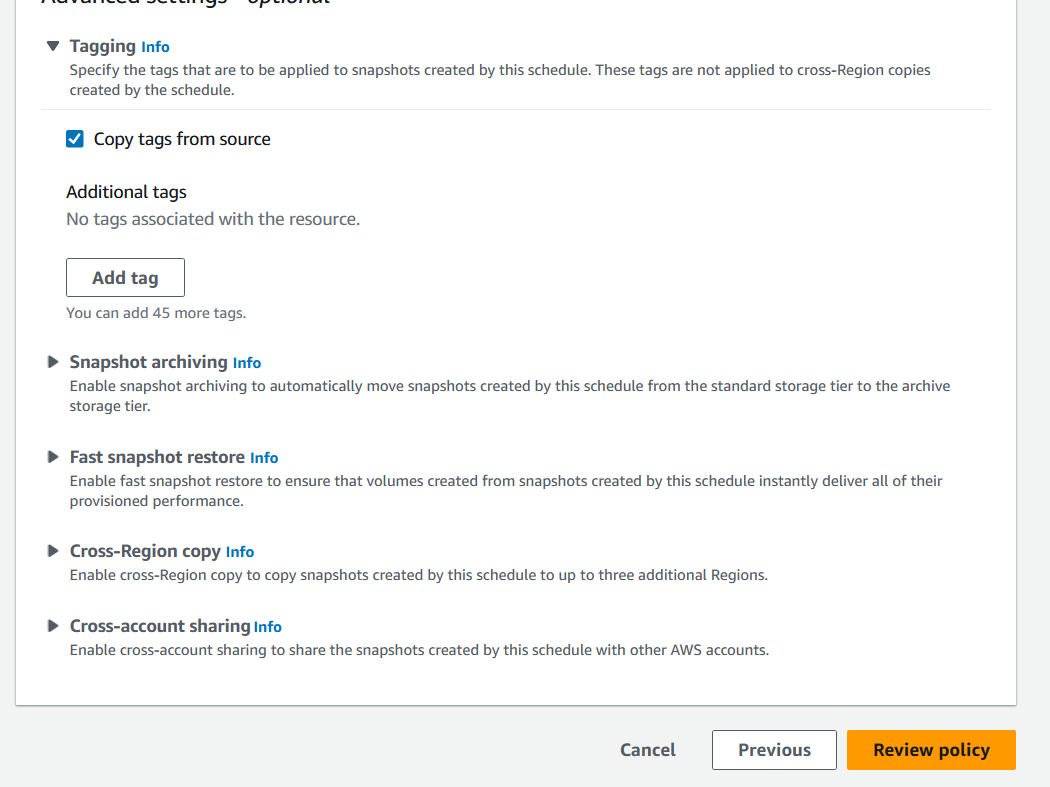 Advanced settings - optional
Tagging Info
Specify the tags that are to be applied to snapshots created by this schedule. These tags are not applied to cross-Region copies
created by the schedule.
Copy tags from source
Additional tags
No tags associated with the resource.
Add tag
You can add 45 more tags.
Snapshot archiving Info
Enable snapshot archiving to automatically move snapshots created by this schedule from the standard storage tier to the archive
storage tier.
Fast snapshot restore Info
Enable fast snapshot restore to ensure that volumes created from snapshots created by this schedule instantly deliver all of their
provisioned performance.
Cross-Region copy Info
Enable cross-Region copy to copy snapshots created by this schedule to up to three additional Regions.
Cross-account sharing Info
Enable cross-account sharing to share the snapshots created by this schedule with other AWS accounts.
Cancel
Previous
Review policy